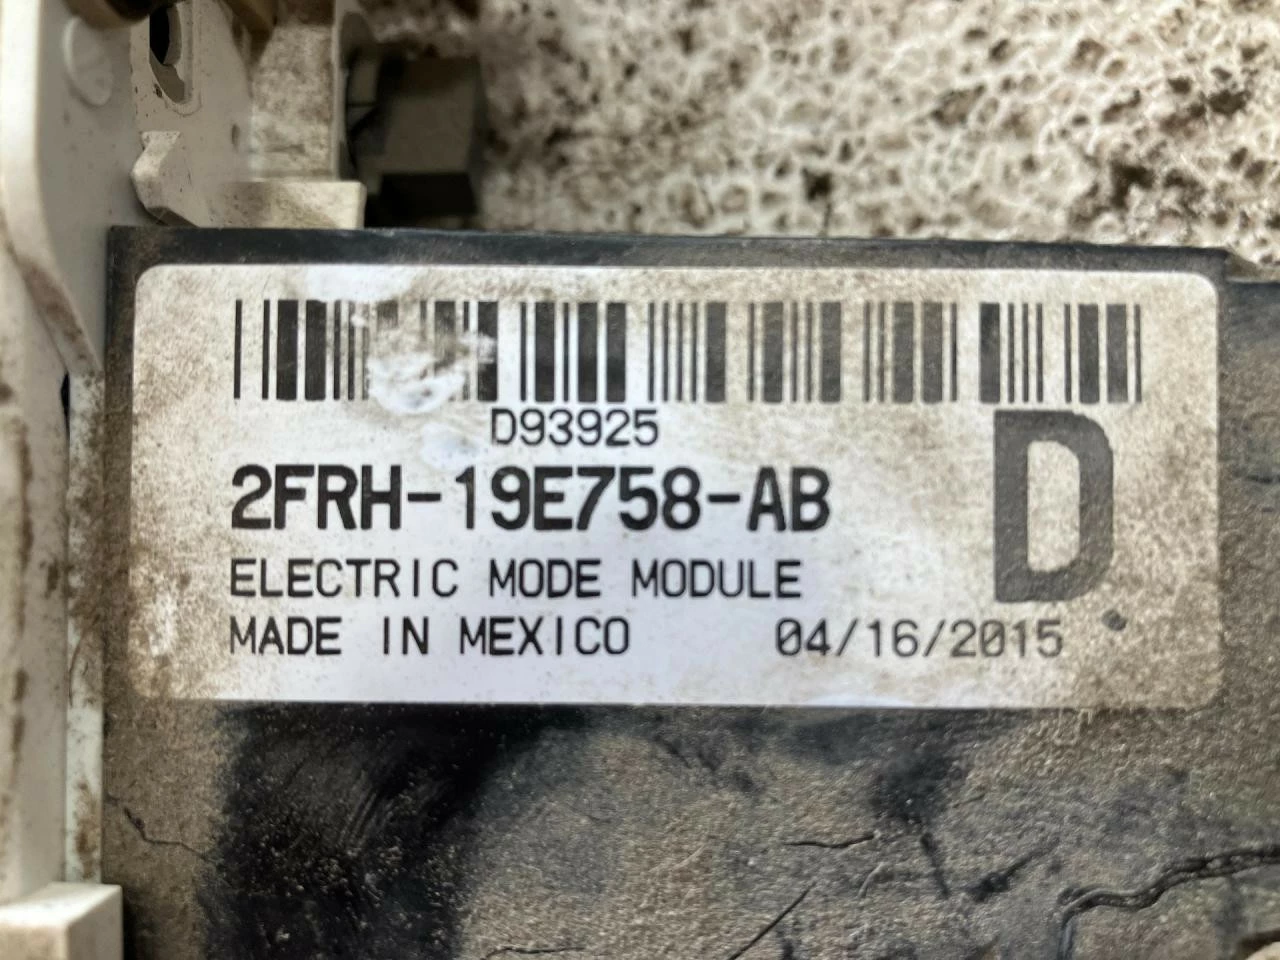 D93925
2FRH-19E758-AB
D
ELECTRIC MODE MODULE
MADE IN MEXICO 04/16/2015